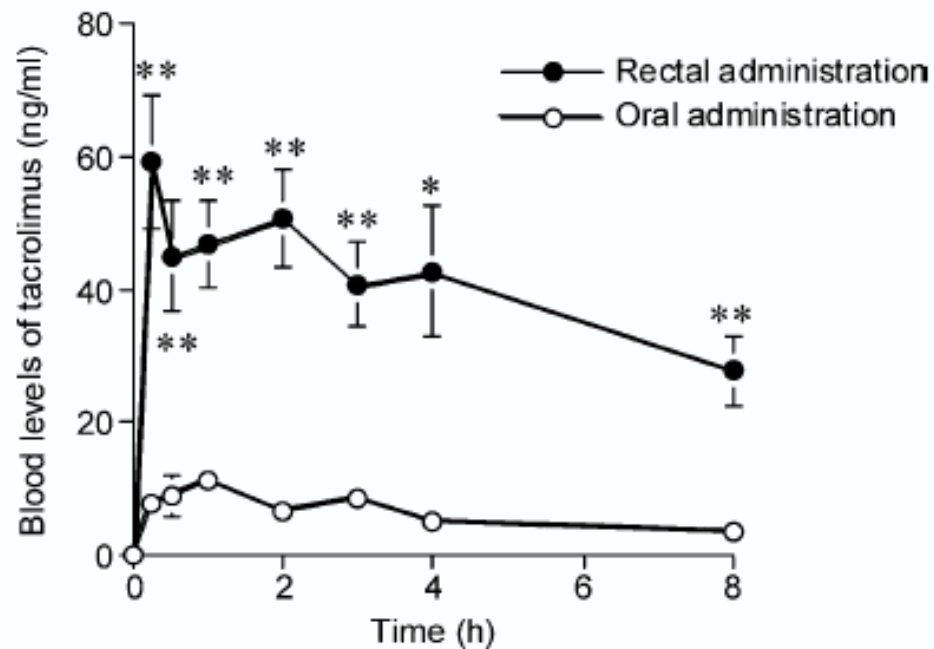 Blood levels of tacrolimus (ng/ml)
80
60
40
20
0
**
**
**
**
**
*
**
Rectal administration
Oral administration
0 2 4 6 8
Time (h)